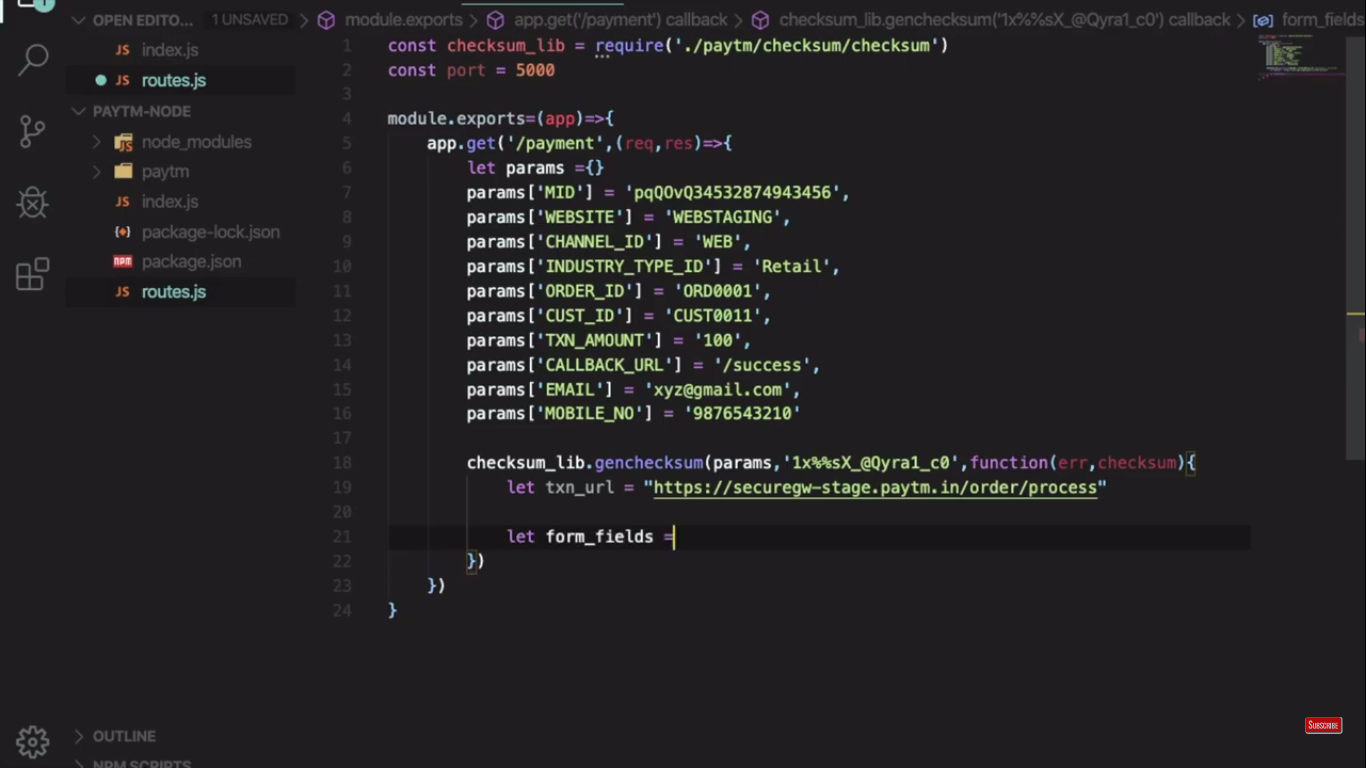 OPEN EDITO... 1 UNSAVED
module.exports > app.get('/payment') callback > checksum_lib.genchecksum('1x%%sX_@Qyra1_c0') callback > form_fields
JS index.js
JS routes.js
PAYTM-NODE
node_modules
paytm
JS index.js
package-lock.json
npm package.json
JS routes.js
OUTLINE
NPM SCRIPTS
1 const checksum_lib = require('./paytm/checksum/checksum')
2 const port = 5000
3
4 module.exports=(app)=>{
5 app.get('/payment',(req,res)=>{
6 let params ={}
7 params['MID'] = 'pqQOvQ34532874943456',
8 params['WEBSITE'] = 'WEBSTAGING',
9 params['CHANNEL_ID'] = 'WEB',
10 params['INDUSTRY_TYPE_ID'] = 'Retail',
11 params['ORDER_ID'] = 'ORD0001',
12 params['CUST_ID'] = 'CUST0011',
13 params['TXN_AMOUNT'] = '100',
14 params['CALLBACK_URL'] = '/success',
15 params['EMAIL'] = 'xyz@gmail.com',
16 params['MOBILE_NO'] = '9876543210'
17
18 checksum_lib.genchecksum(params,'1x%%sX_@Qyra1_c0',function(err,checksum){
19 let txn_url = "https://securegw-stage.paytm.in/order/process"
20
21 let form_fields =
22 })
23 })
24 }
SUBSCRIBE